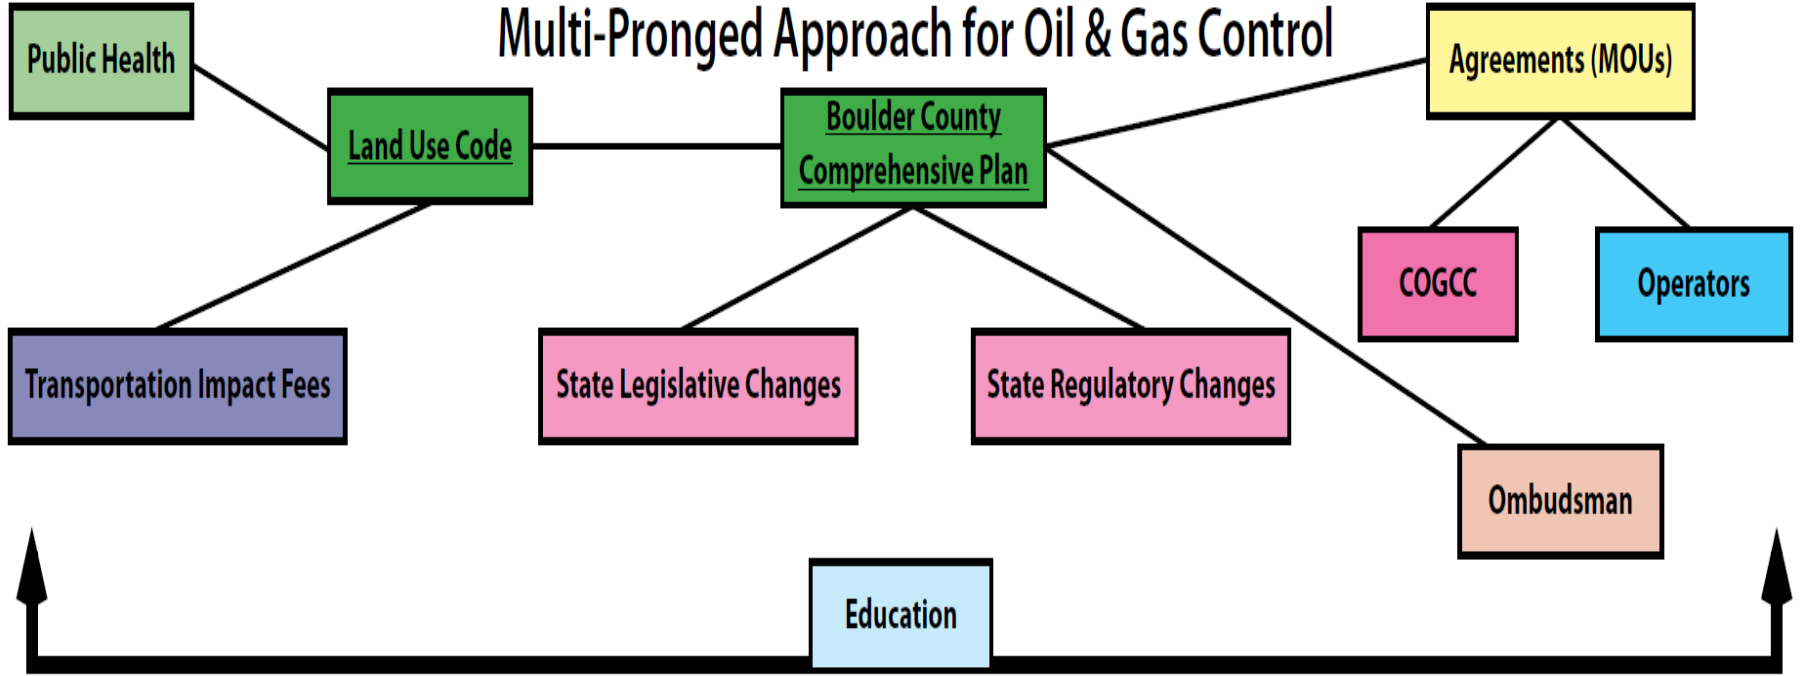 Multi-Pronged Approach for Oil & Gas Control
Public Health
Land Use Code
Boulder County
Comprehensive Plan
Agreements (MOUs)
COGCC
Operators
Transportation Impact Fees
State Legislative Changes
State Regulatory Changes
Ombudsman
Education